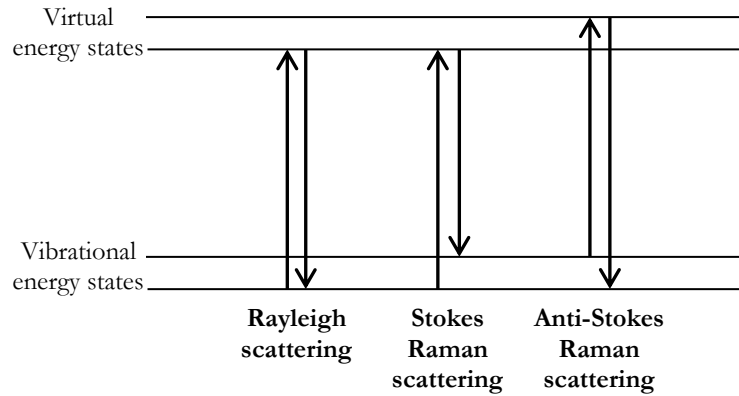 Virtual
energy states
Vibrational
energy states
Rayleigh
scattering
Stokes
Raman
scattering
Anti-Stokes
Raman
scattering